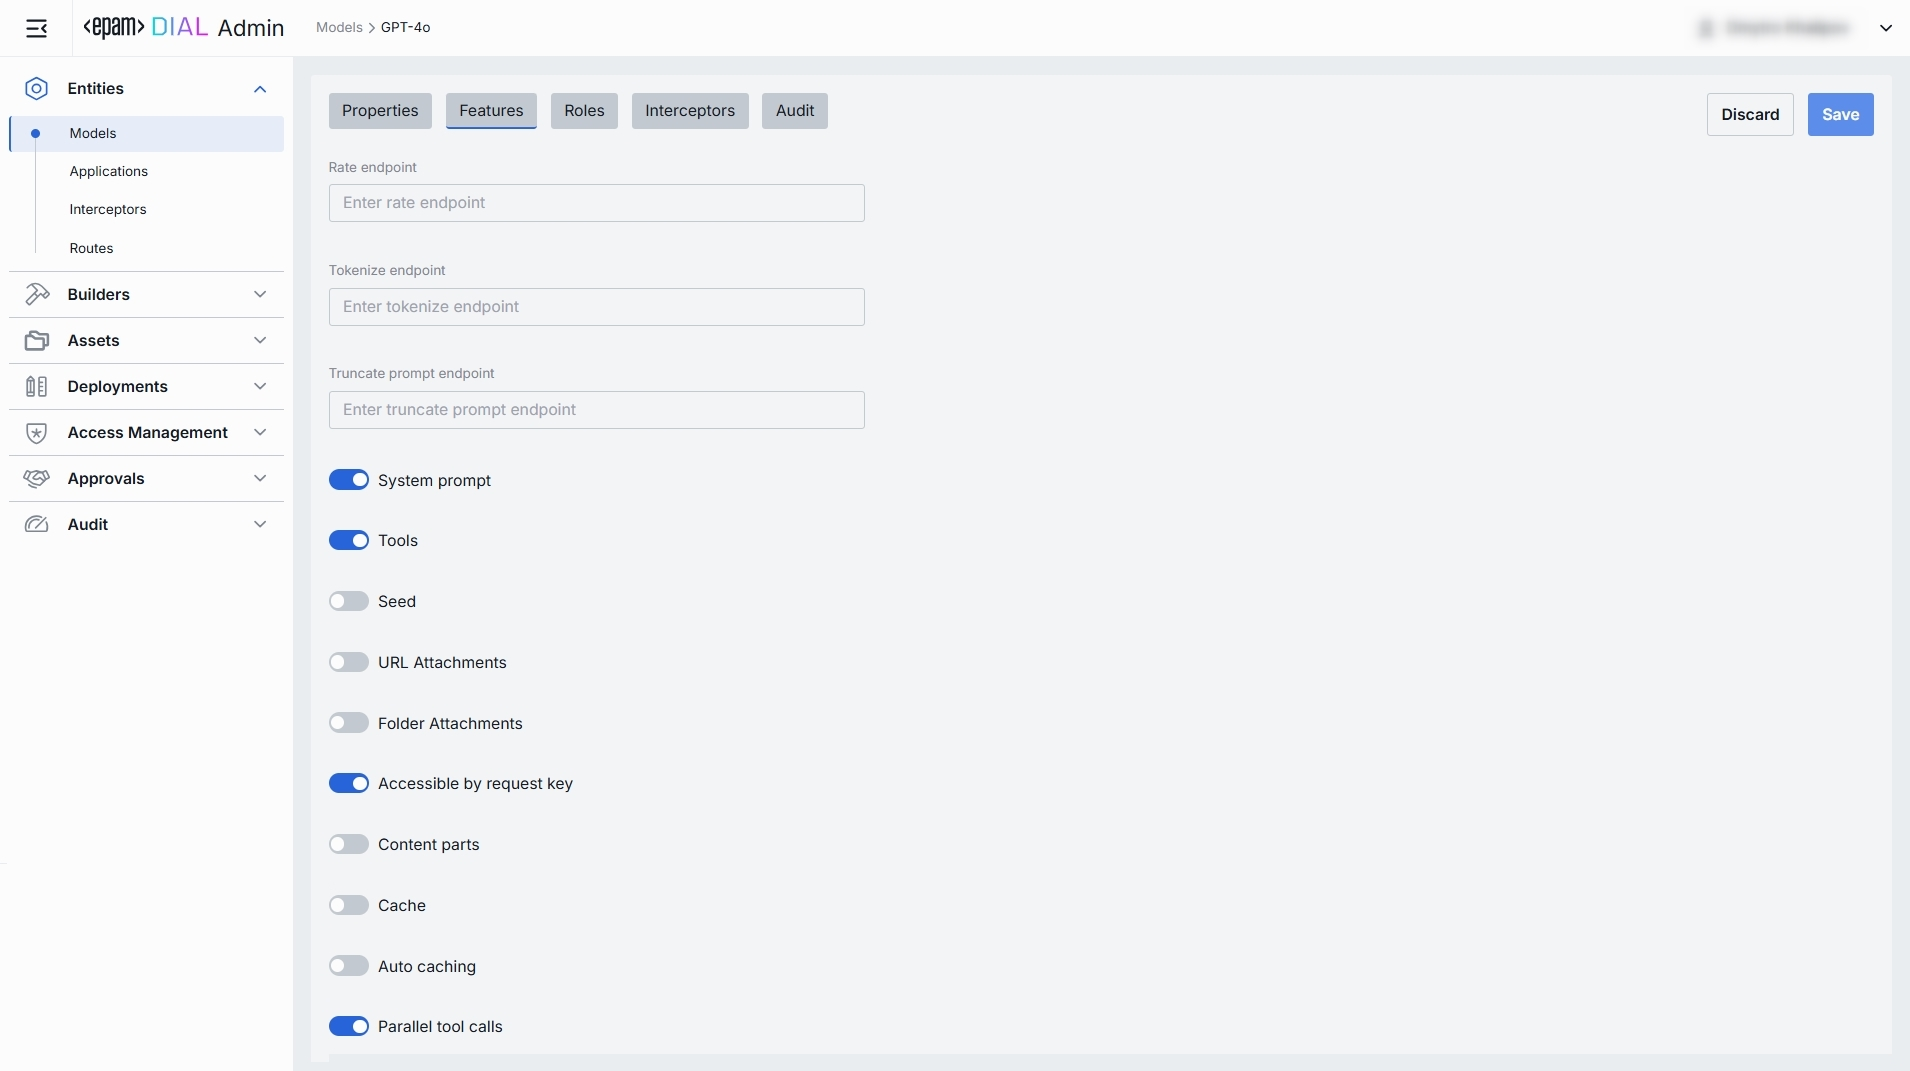 <epam> DIAL Admin
Models > GPT-4o
Entities
Models
Applications
Interceptors
Routes
Builders
Assets
Deployments
Access Management
Approvals
Audit
Properties Features Roles Interceptors Audit
Discard Save
Rate endpoint
Enter rate endpoint
Tokenize endpoint
Enter tokenize endpoint
Truncate prompt endpoint
Enter truncate prompt endpoint
System prompt
Tools
Seed
URL Attachments
Folder Attachments
Accessible by request key
Content parts
Cache
Auto caching
Parallel tool calls